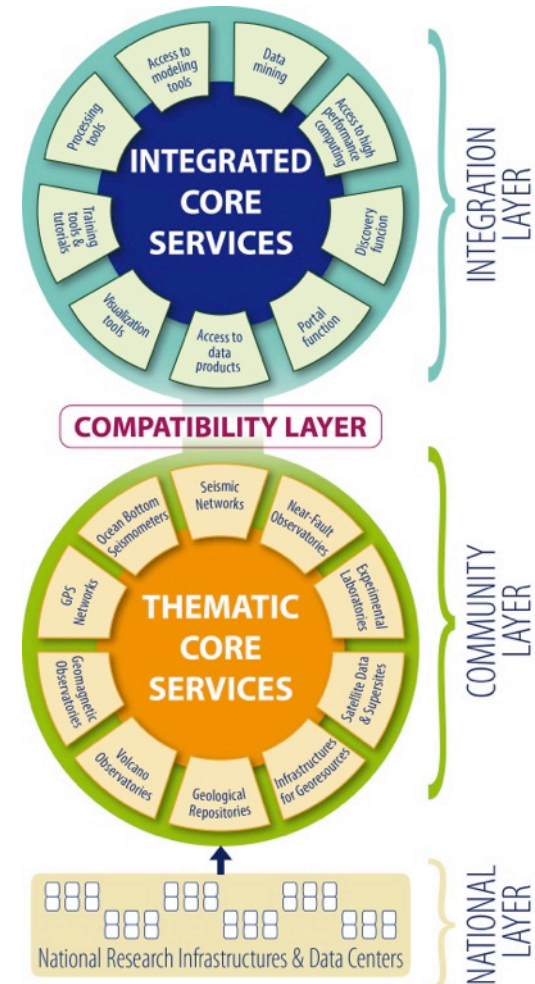 Access to
modeling
tools
Data
mining
Access to high
performance
computing
Discovery
funcion
Portal
function
Access to
data
products
Visualization
tools
Training
tools &
tutorials
Processing
tools
INTEGRATED
CORE
SERVICES
INTEGRATION
LAYER
COMPATIBILITY LAYER
Seismic
Networks
Near-Fault
Observatories
Experimental
Laboratories
Satellite Data
& Supersites
Infrastructures
for Georesources
Geological
Repositories
Volcano
Observatories
Geomagnetic
Observatories
GPS
Networks
Ocean Bottom
Seismometers
THEMATIC
CORE
SERVICES
COMMUNITY
LAYER
National Research Infrastructures & Data Centers
NATIONAL
LAYER